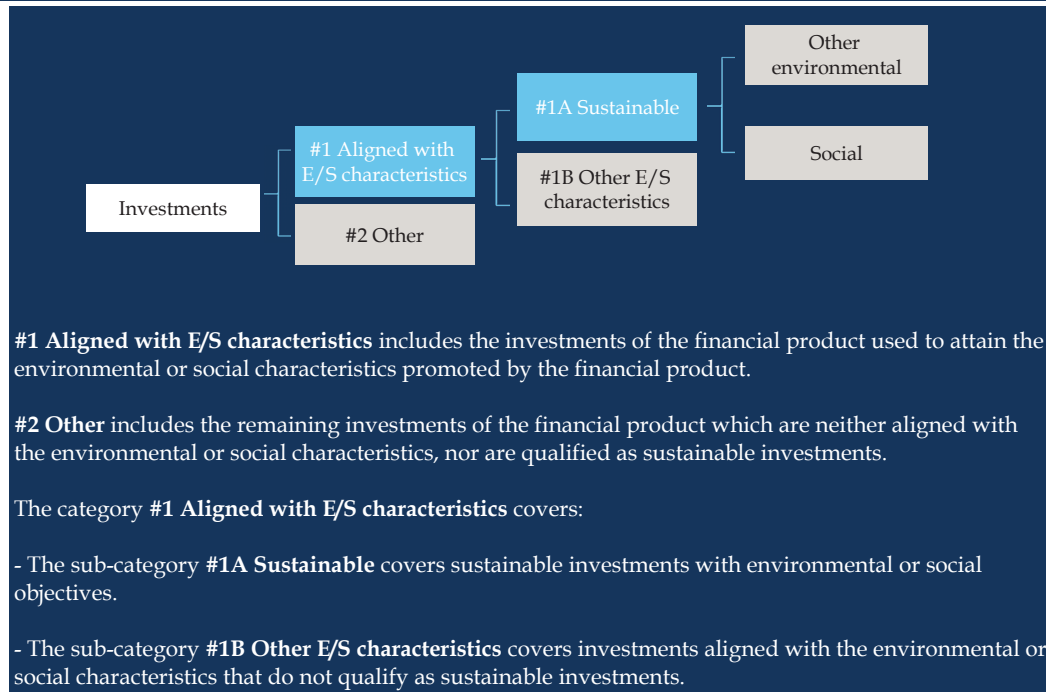 Other
environmental
#1A Sustainable
#1 Aligned with
E/S characteristics
Social
#1B Other E/S
characteristics
Investments
#2 Other
#1 Aligned with E/S characteristics includes the investments of the financial product used to attain the
environmental or social characteristics promoted by the financial product.
#2 Other includes the remaining investments of the financial product which are neither aligned with
the environmental or social characteristics, nor are qualified as sustainable investments.
The category #1 Aligned with E/S characteristics covers:
- The sub-category #1A Sustainable covers sustainable investments with environmental or social
objectives.
- The sub-category #1B Other E/S characteristics covers investments aligned with the environmental or
social characteristics that do not qualify as sustainable investments.